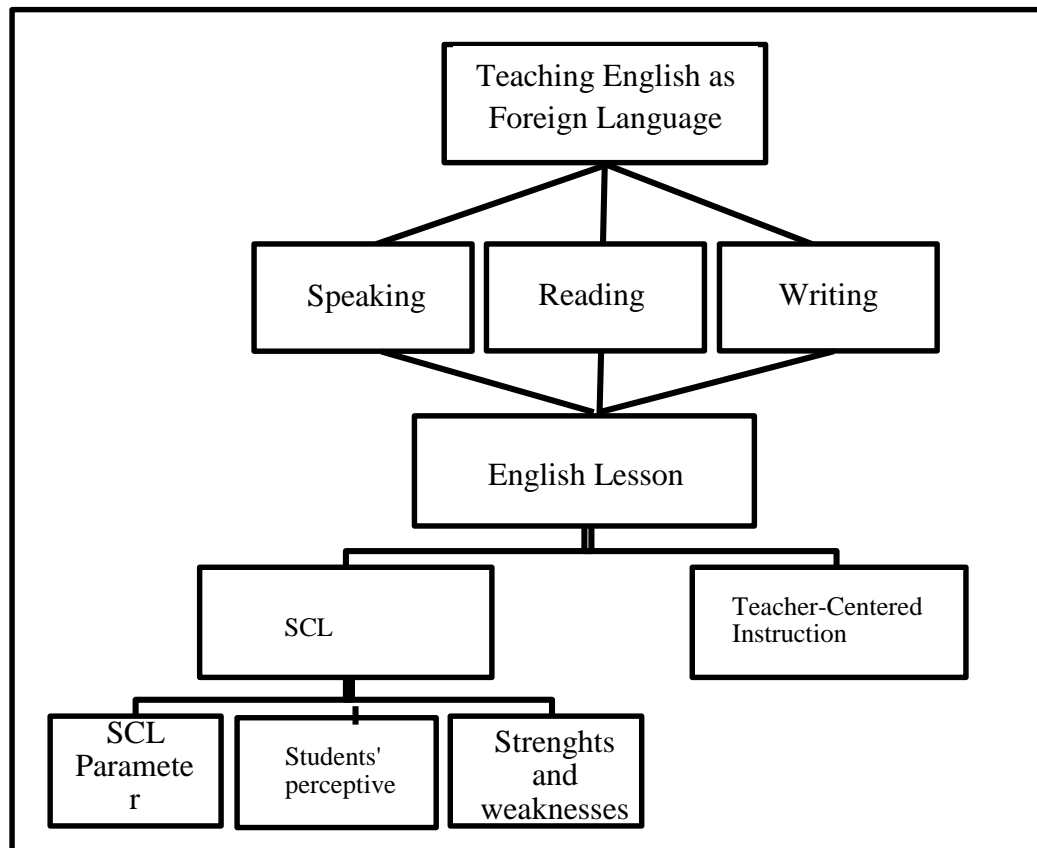 Teaching English as
Foreign Language
Speaking
Reading
Writing
English Lesson
SCL
Teacher-Centered
Instruction
SCL
Paramete
r
Students'
perceptive
Strenghts
and
weaknesses